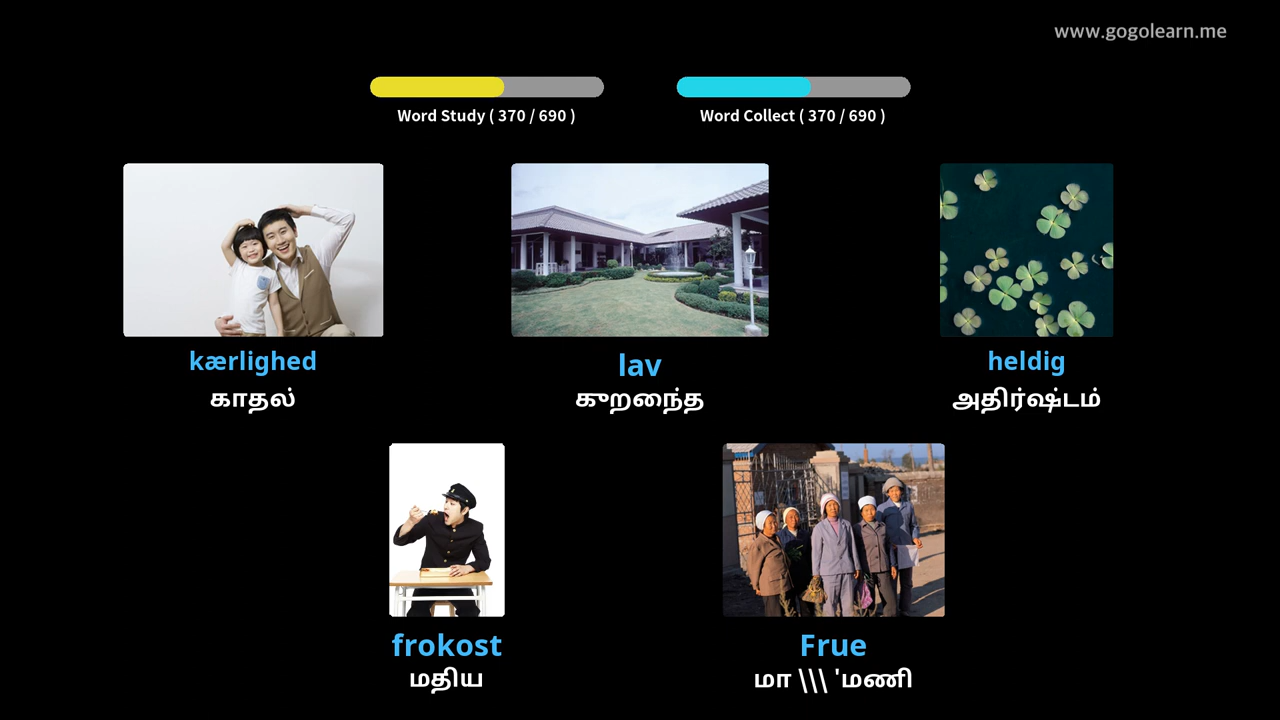 www.gogolearn.me
Word Study ( 370 / 690 )
Word Collect ( 370 / 690 )
kærlighed
lav
heldig
காதல்
குறைந்த
அதிர்ஷ்டம்
frokost
Frue
மதிய
மா \\\ 'மணி